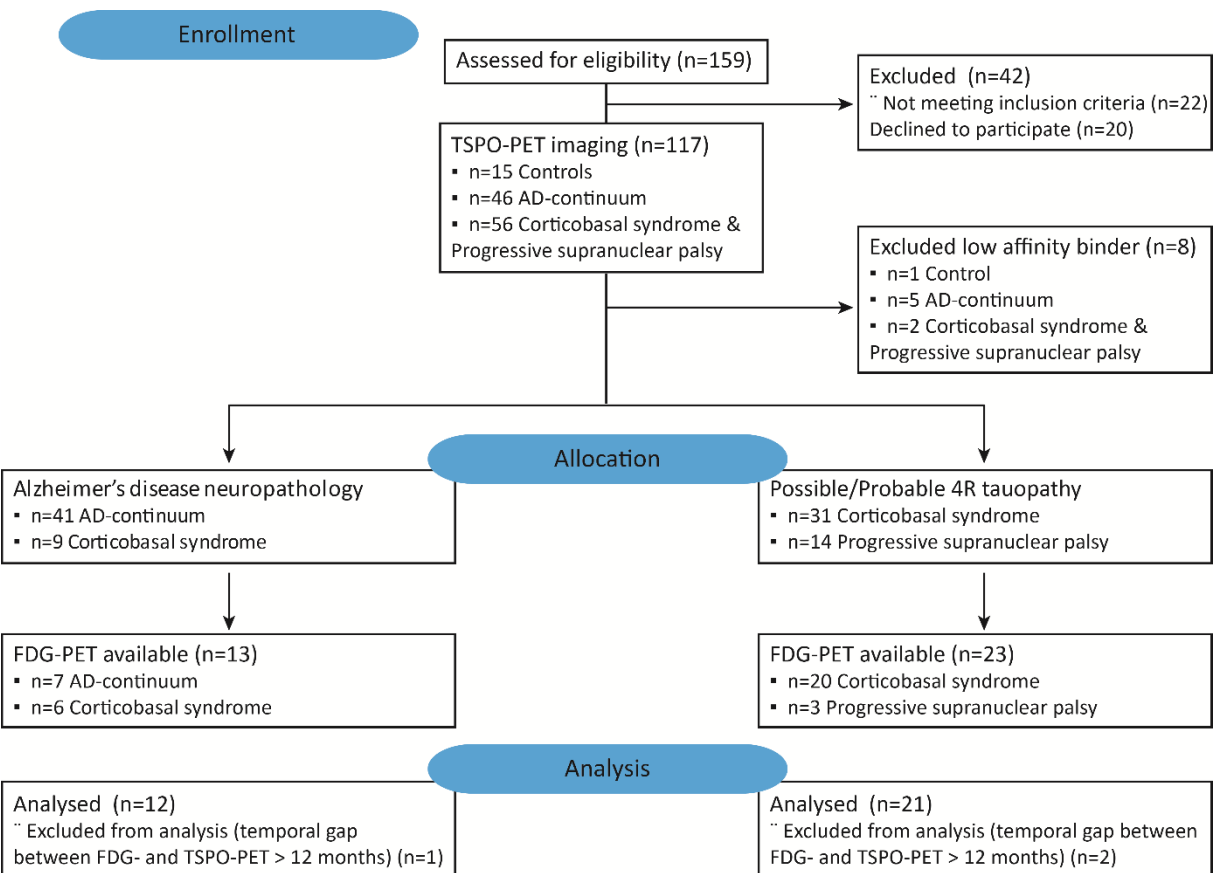 Enrollment
Assessed for eligibility (n=159)
Excluded (n=42)
¨ Not meeting inclusion criteria (n=22)
Declined to participate (n=20)
TSPO-PET imaging (n=117)
▪ n=15 Controls
▪ n=46 AD-continuum
▪ n=56 Corticobasal syndrome &
Progressive supranuclear palsy
Excluded low affinity binder (n=8)
▪ n=1 Control
▪ n=5 AD-continuum
▪ n=2 Corticobasal syndrome &
Progressive supranuclear palsy
Allocation
Alzheimer's disease neuropathology
▪ n=41 AD-continuum
▪ n=9 Corticobasal syndrome
Possible/Probable 4R tauopathy
▪ n=31 Corticobasal syndrome
▪ n=14 Progressive supranuclear palsy
FDG-PET available (n=13)
▪ n=7 AD-continuum
▪ n=6 Corticobasal syndrome
FDG-PET available (n=23)
▪ n=20 Corticobasal syndrome
▪ n=3 Progressive supranuclear palsy
Analysis
Analysed (n=12)
¨ Excluded from analysis (temporal gap
between FDG- and TSPO-PET > 12 months) (n=1)
Analysed (n=21)
¨ Excluded from analysis (temporal gap between
FDG- and TSPO-PET > 12 months) (n=2)